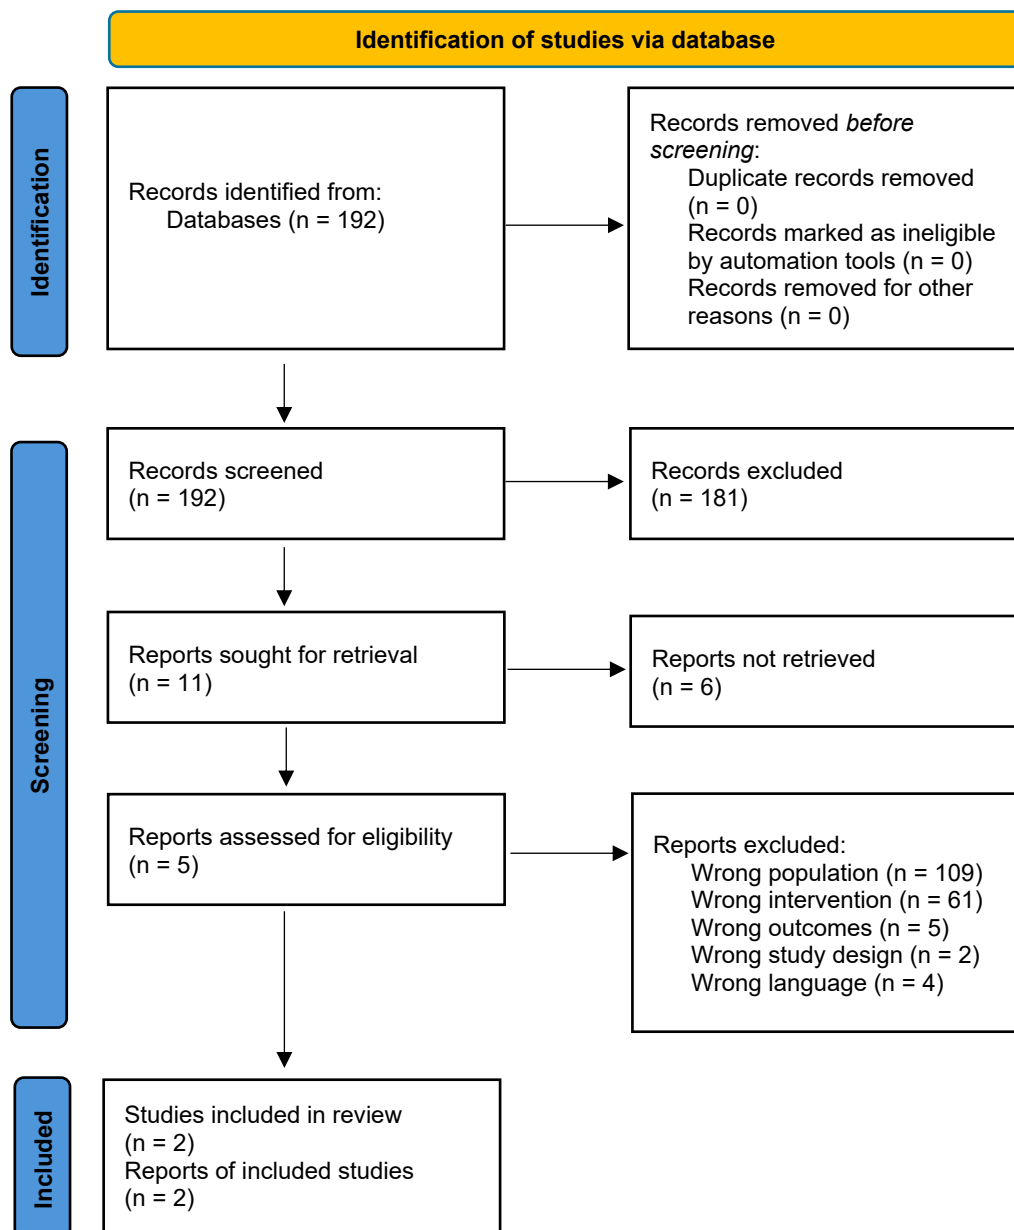 Identification of studies via database
Identification
Records identified from:
Databases (n = 192)
Records removed before
screening:
Duplicate records removed
(n = 0)
Records marked as ineligible
by automation tools (n = 0)
Records removed for other
reasons (n = 0)
Screening
Records screened
(n = 192)
Records excluded
(n = 181)
Reports sought for retrieval
(n = 11)
Reports not retrieved
(n = 6)
Reports assessed for eligibility
(n = 5)
Reports excluded:
Wrong population (n = 109)
Wrong intervention (n = 61)
Wrong outcomes (n = 5)
Wrong study design (n = 2)
Wrong language (n = 4)
Included
Studies included in review
(n = 2)
Reports of included studies
(n = 2)